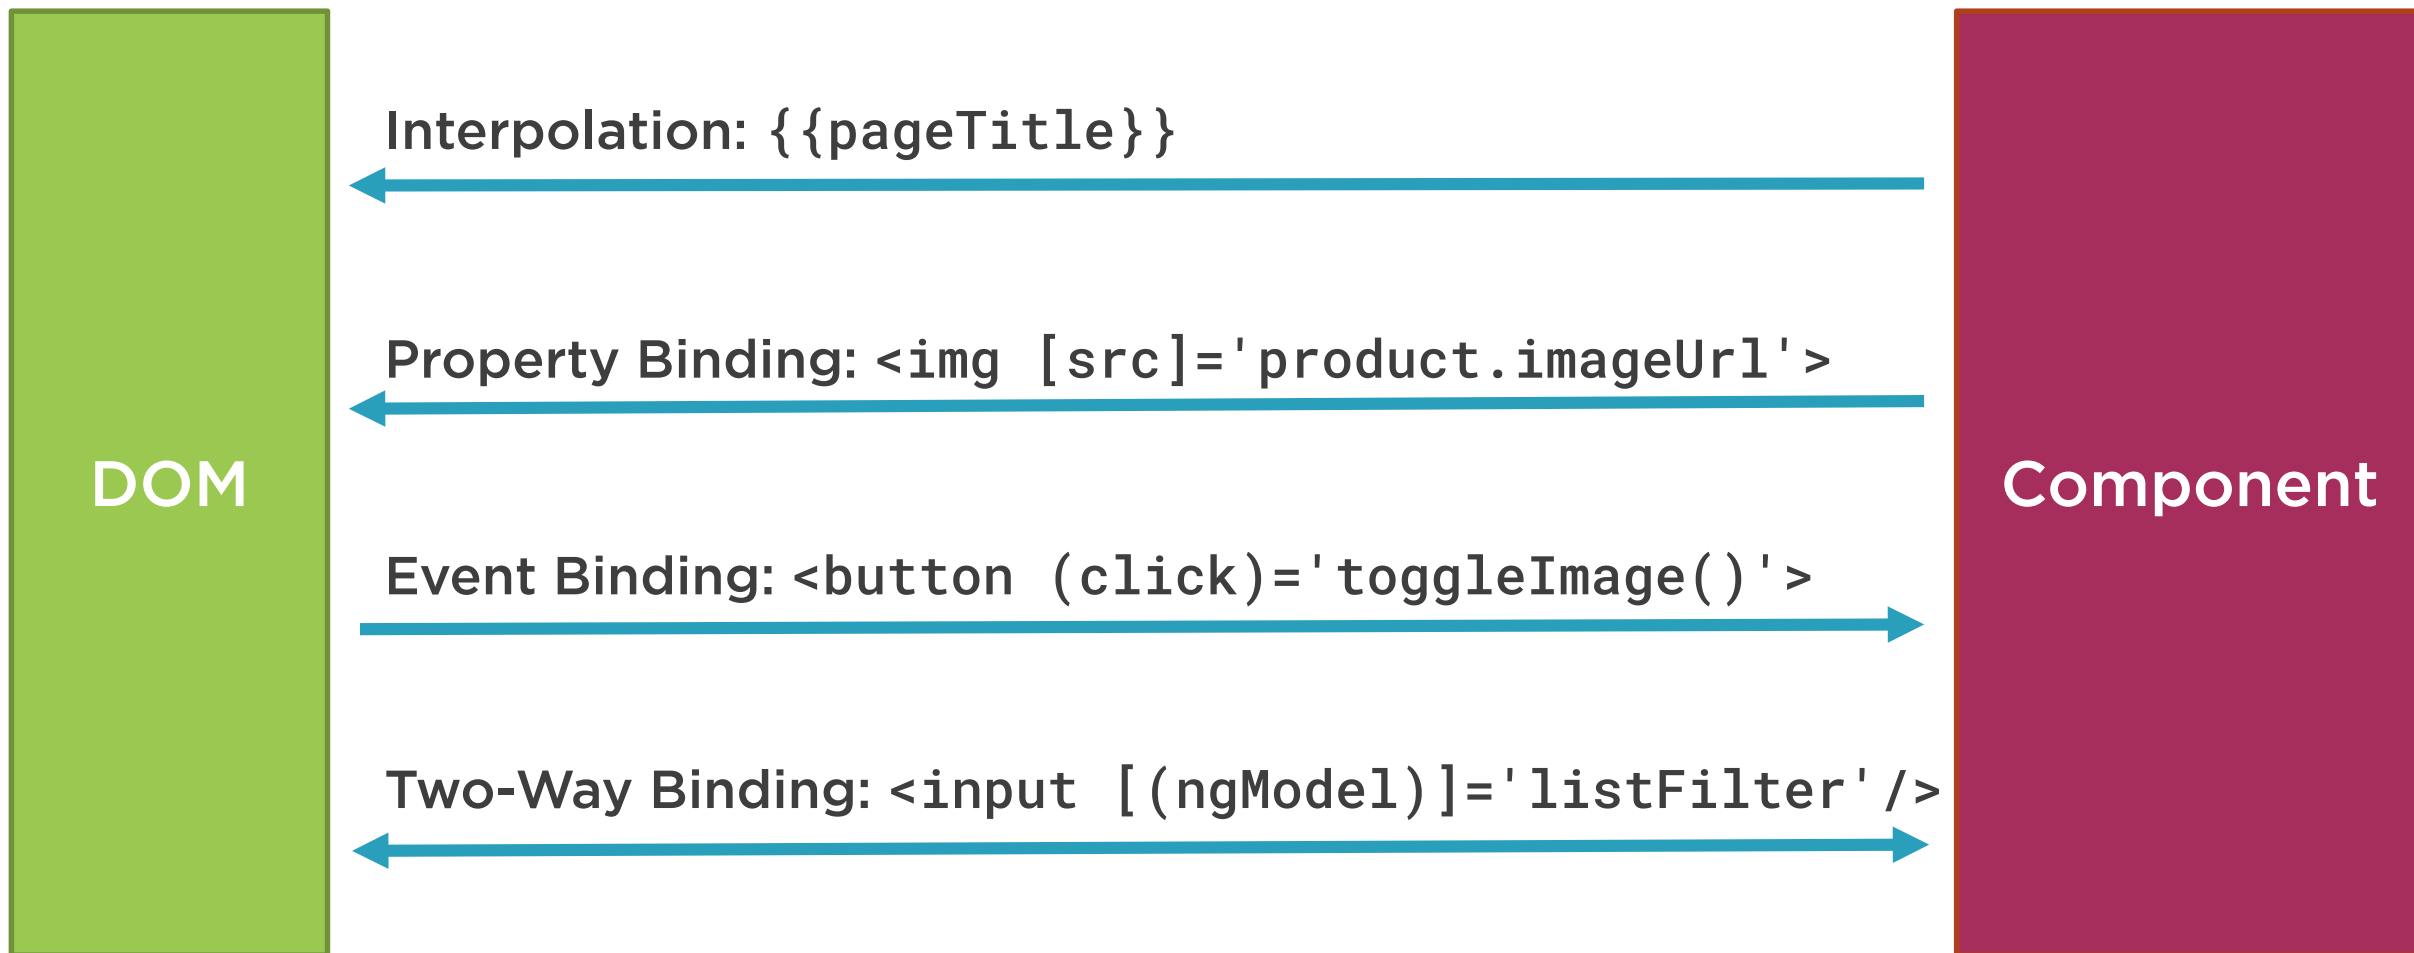 Interpolation: {{pageTitle}}
Property Binding: <img [src]='product.imageUrl'>
DOM
Component
Event Binding: <button (click)='toggleImage()'>
Two-Way Binding: <input [(ngModel)]='listFilter'/>